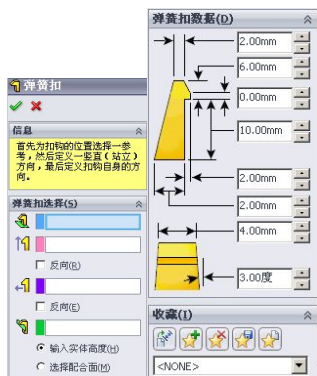 弹簧扣
信息
首先为扣钩的位置选择一参
考，然后定义一竖直（站立）
方向，最后定义扣钩自身的方
向。
弹簧扣选择(S)
反向(R)
反向(E)
输入实体高度(H)
选择配合面(M)
弹簧扣数据(D)
2.00mm
6.00mm
0.00mm
10.00mm
2.00mm
2.00mm
4.00mm
3.00度
收藏(I)
<NONE>